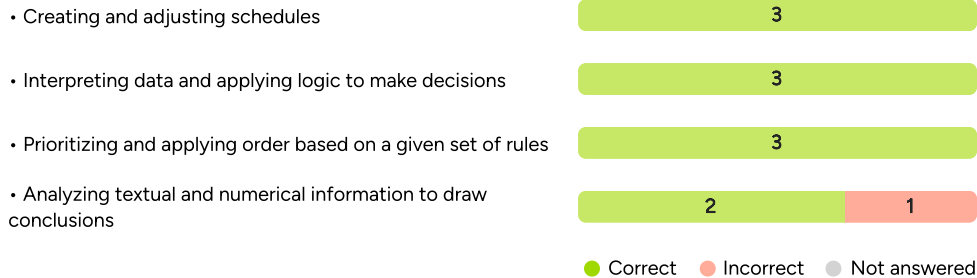 • Creating and adjusting schedules
3
• Interpreting data and applying logic to make decisions
3
• Prioritizing and applying order based on a given set of rules
3
• Analyzing textual and numerical information to draw
conclusions
2 1
Correct Incorrect Not answered